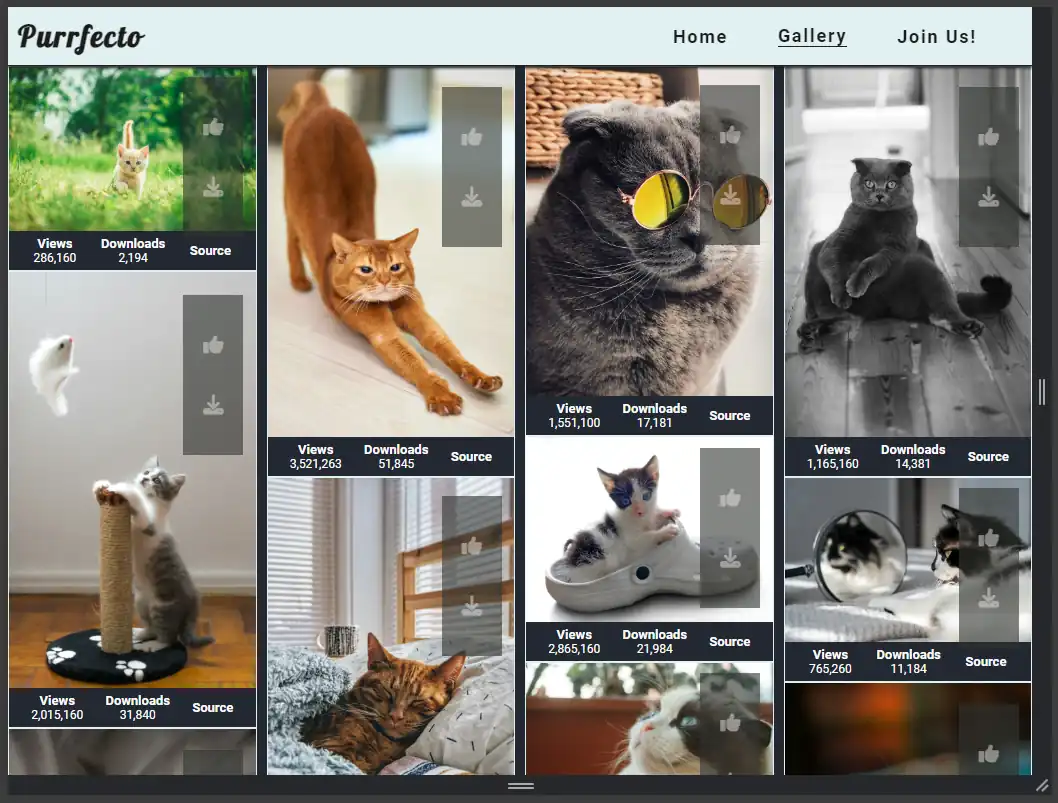 Purrfecto
Home Gallery Join Us!
Views Downloads Source
286,160 2,194
Views Downloads Source
2,015,160 31,840
Views Downloads Source
3,521,263 51,845
Views Downloads Source
1,551,100 17,181
Views Downloads Source
2,865,160 21,984
Views Downloads Source
1,165,160 14,381
Views Downloads Source
765,260 11,184